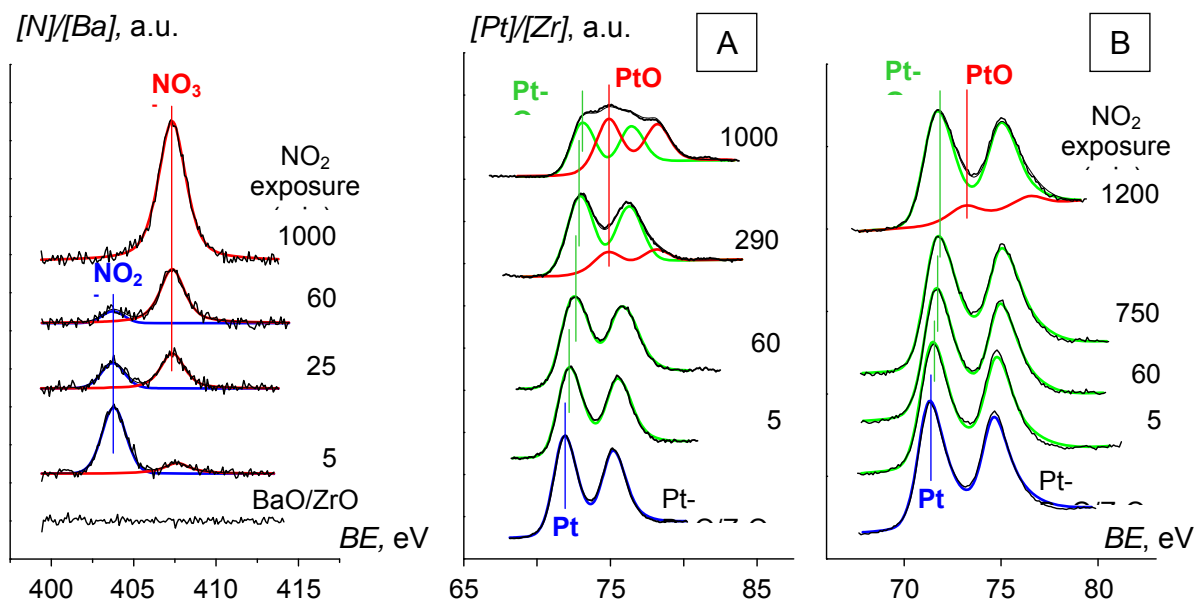 [N]/[Ba], a.u.
NO3
-
NO2
exposure
1000
NO2
-
60
25
5
BaO/ZrO
BE, eV
400 405 410 415
[Pt]/[Zr], a.u.
A
Pt-
PtO
1000
290
60
5
Pt-
Pt
65 75 85
B
Pt-
PtO
NO2
exposure
1200
750
60
5
Pt-
Pt
BE, eV
70 75 80